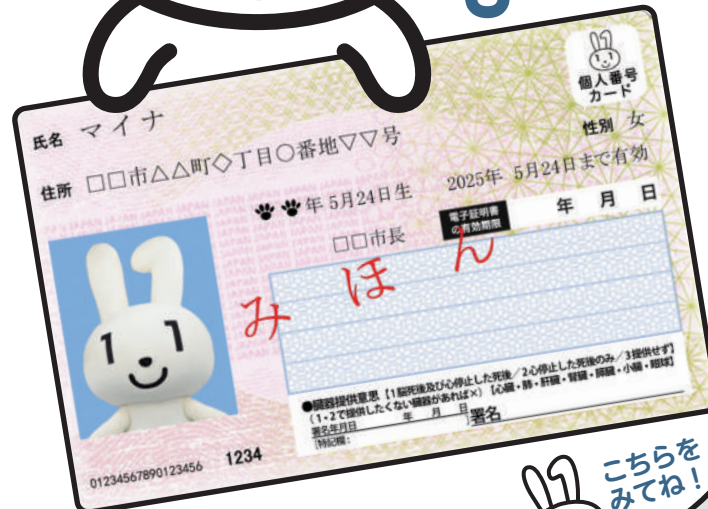 個人番号
カード
氏名 マイナ
性別 女
住所 □□市△△町◇丁目○番地▽▽号
年 5月24日生
2025年 5月24日まで有効
□□市長
電子証明書
の有効期限
年 月 日
みほん
●臓器提供意思【1脳死後及び心停止した死後／2心停止した死後のみ／3提供せず】
(1・2で提供したくない臓器があれば×)【心臓・肺・肝臓・腎臓・膵臓・小腸・眼球】
署名年月日 年 月 日
署名
[特記欄: ]
01234567890123456 1234
こちらを
みてね！